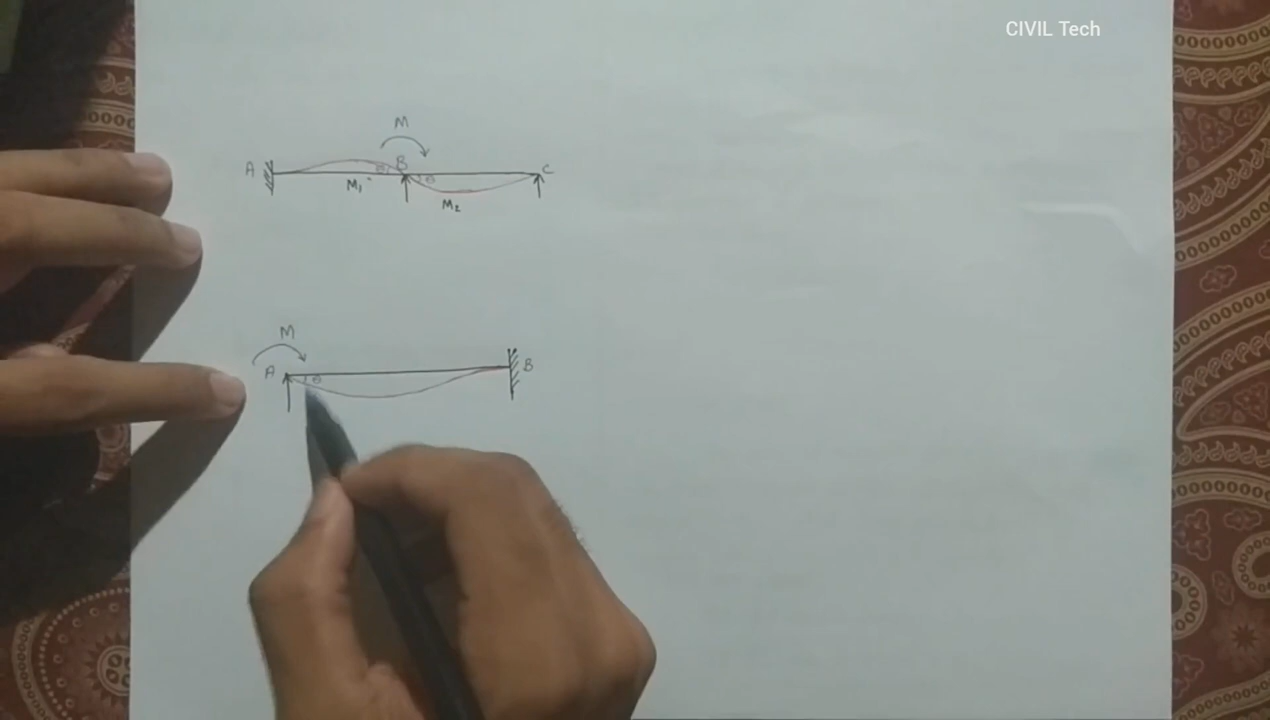 CIVIL Tech
M
A B C
θ θ
M₁
M₂
M
A θ B